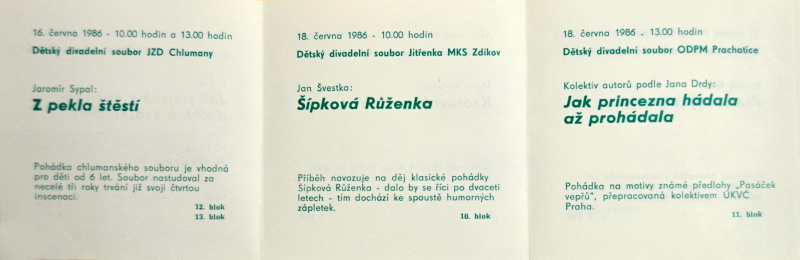 16. června 1986 - 10.00 hodin a 13.00 hodin
Dětský divadelní soubor JZD Chlumany
Jaromír Sypal:
Z pekla štěstí
Pohádka chlumanského souboru je vhodná
pro děti od 6 let. Soubor nastudoval za
necelé tři roky trvání již svoji čtvrtou
inscenaci.
12. blok
13. blok
18. června 1986 - 10.00 hodin
Dětský divadelní soubor Jitřenka MKS Zdíkov
Jan Švestka:
Šípková Růženka
Příběh navazuje na děj klasické pohádky
Šípková Růženka - dalo by se říci po dvaceti
letech - tím dochází ke spoustě humorných
zápletek.
10. blok
18. června 1986 - 13.00 hodin
Dětský divadelní soubor ODPM Prachatice
Kolektiv autorů podle Jana Drdy:
Jak princezna hádala
až prohádala
Pohádka na motivy známé předlohy „Pasáček
vepřů", přepracovaná kolektivem ÚKVČ
Praha.
11. blok